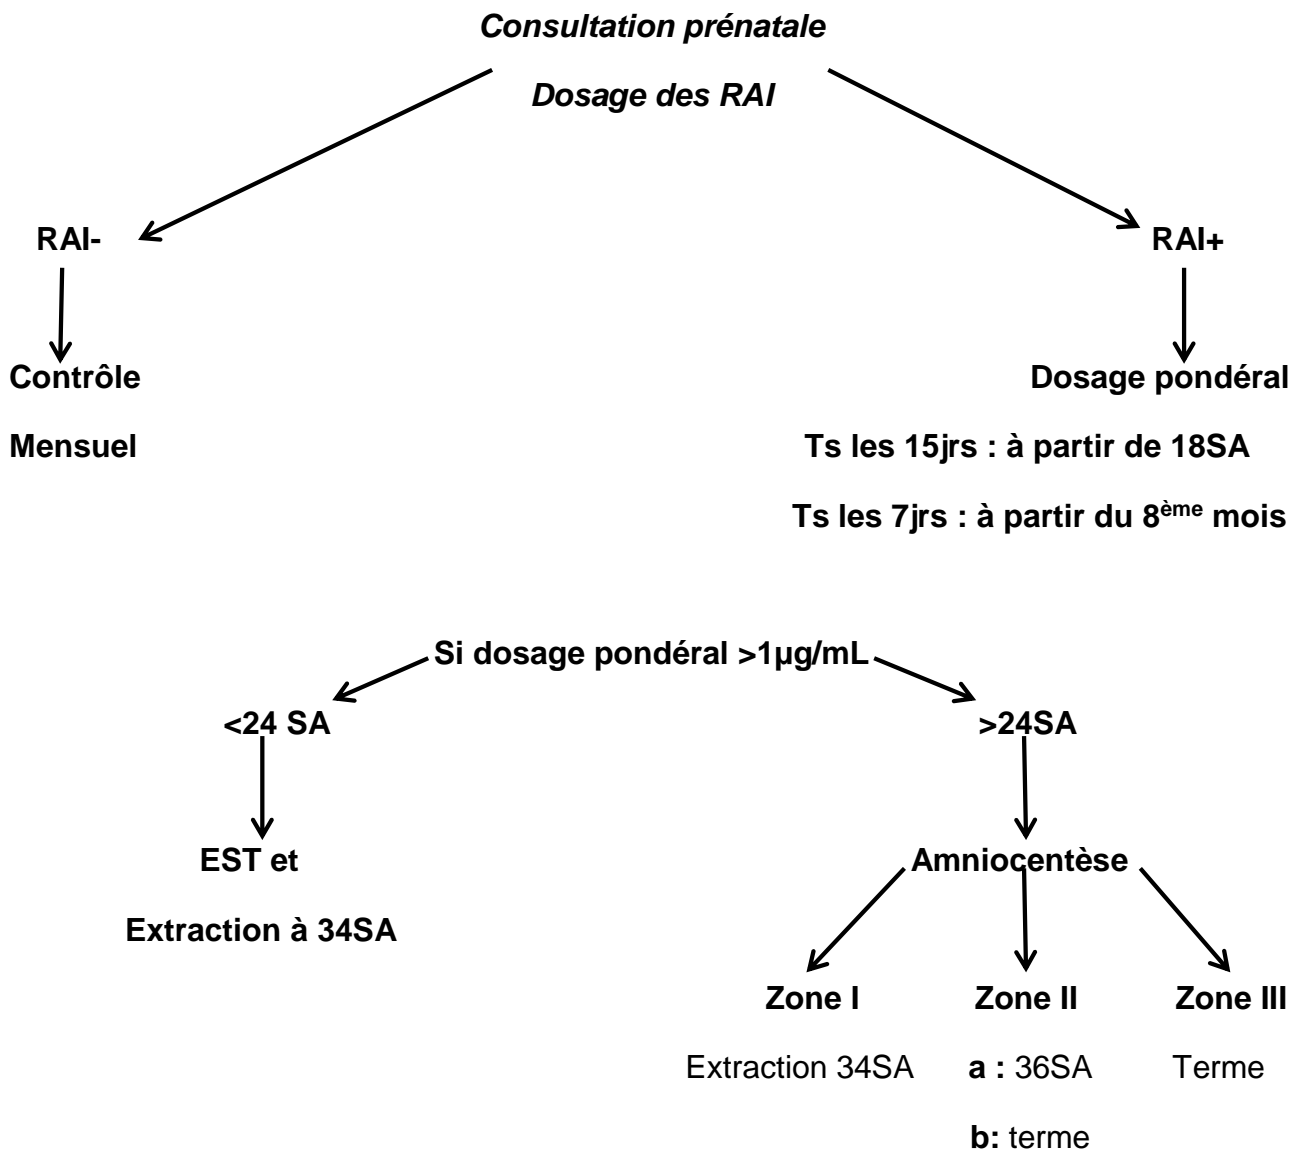 Consultation prénatale
Dosage des RAI
RAI-
RAI+
Contrôle
Dosage pondéral
Mensuel
Ts les 15jrs : à partir de 18SA
Ts les 7jrs : à partir du 8ème mois
Si dosage pondéral >1µg/mL
<24 SA
>24SA
EST et
Amniocentèse
Extraction à 34SA
Zone I
Zone II
Zone III
Extraction 34SA
a : 36SA
Terme
b: terme